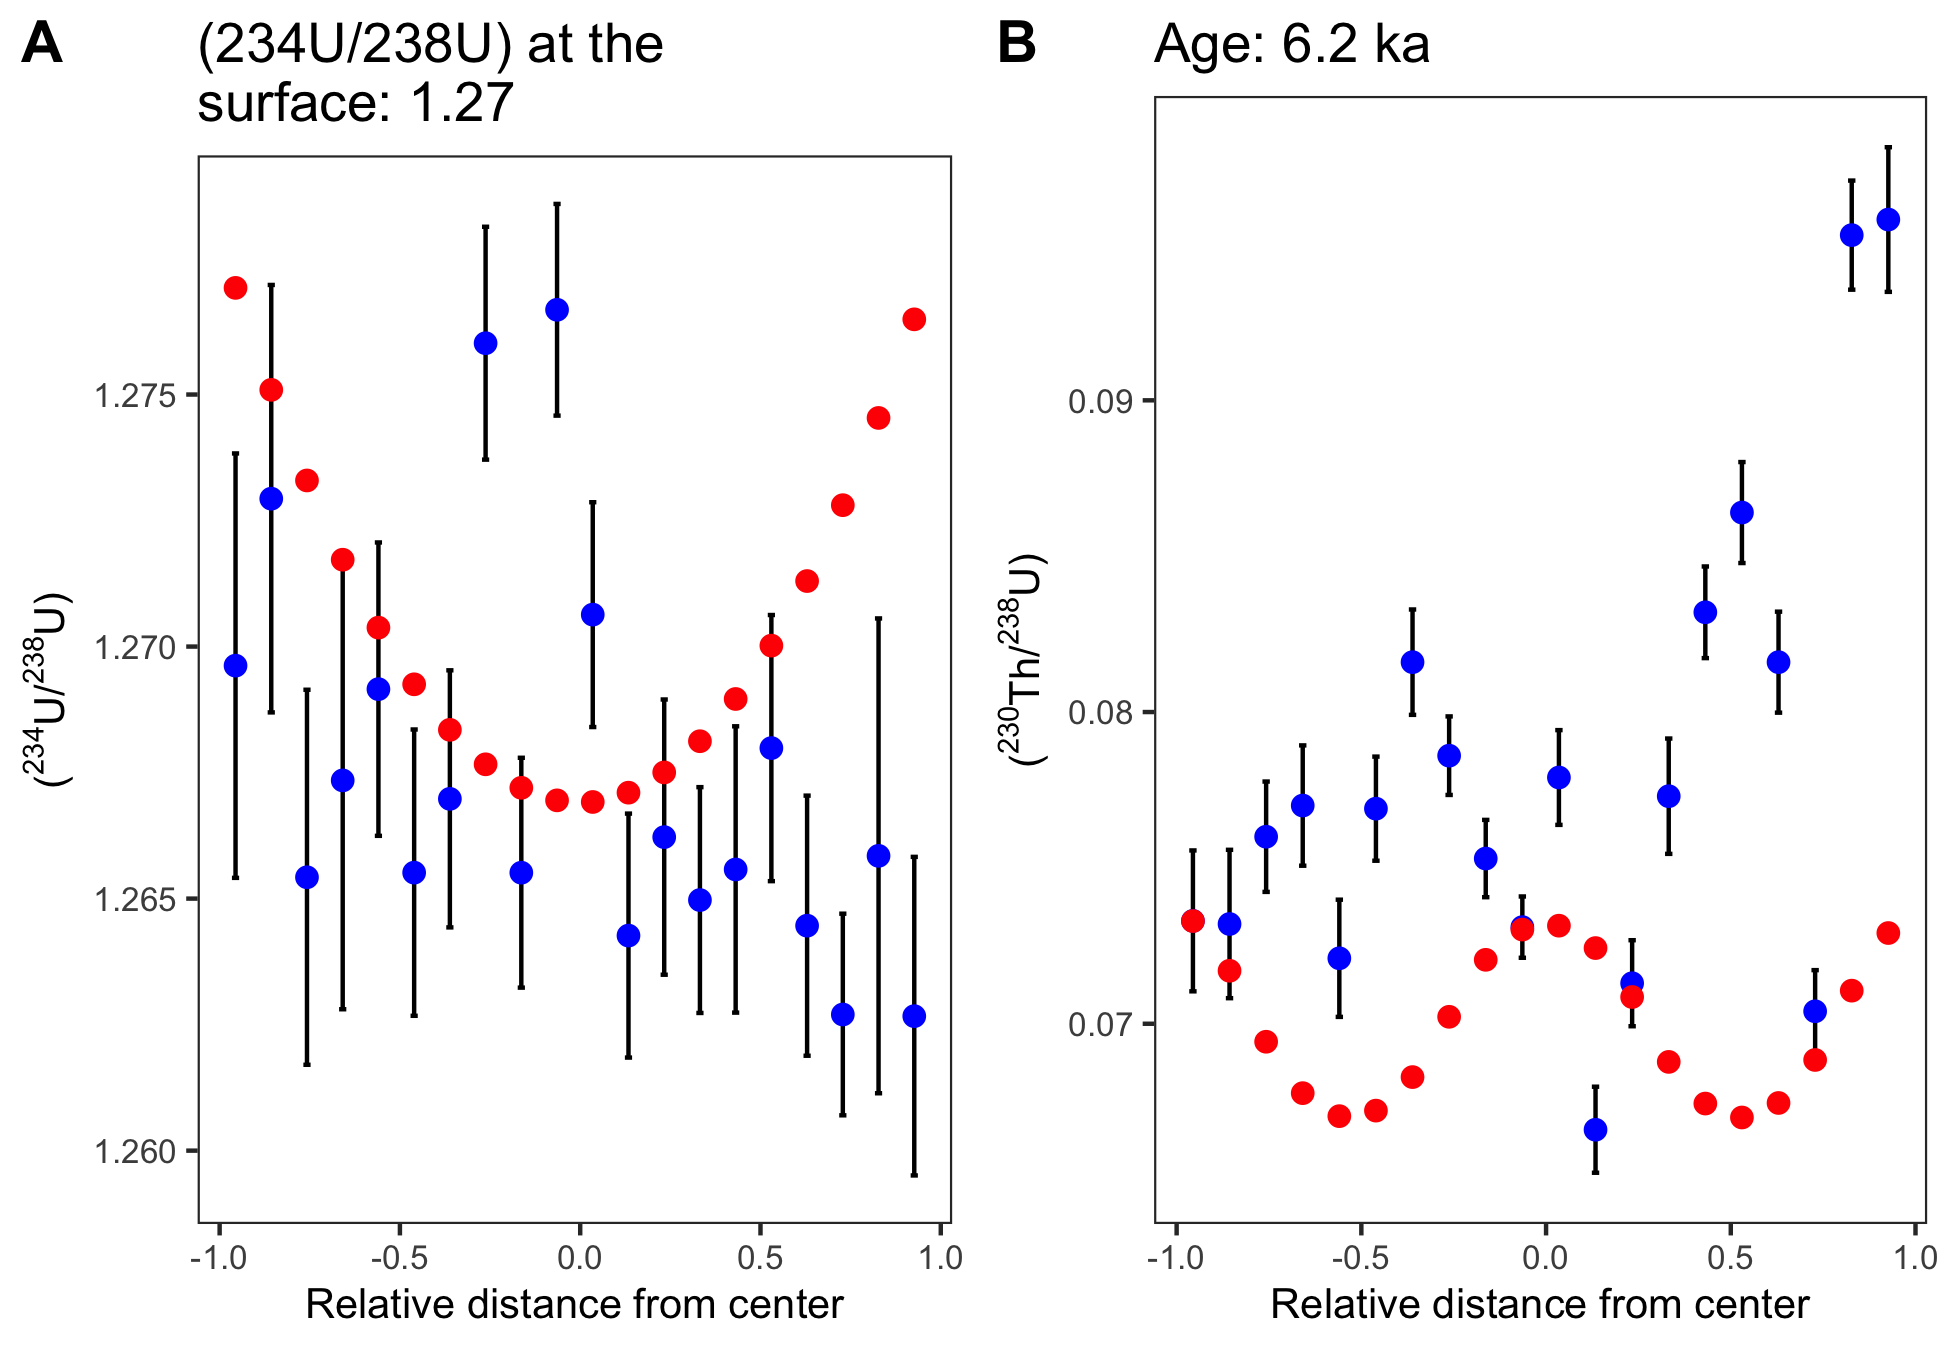 A
(234U/238U) at the
surface: 1.27
(²³⁴U/²³⁸U)
1.275
1.270
1.265
1.260
-1.0 -0.5 0.0 0.5 1.0
Relative distance from center
B
Age: 6.2 ka
(²³⁰Th/²³⁸U)
0.09
0.08
0.07
-1.0 -0.5 0.0 0.5 1.0
Relative distance from center